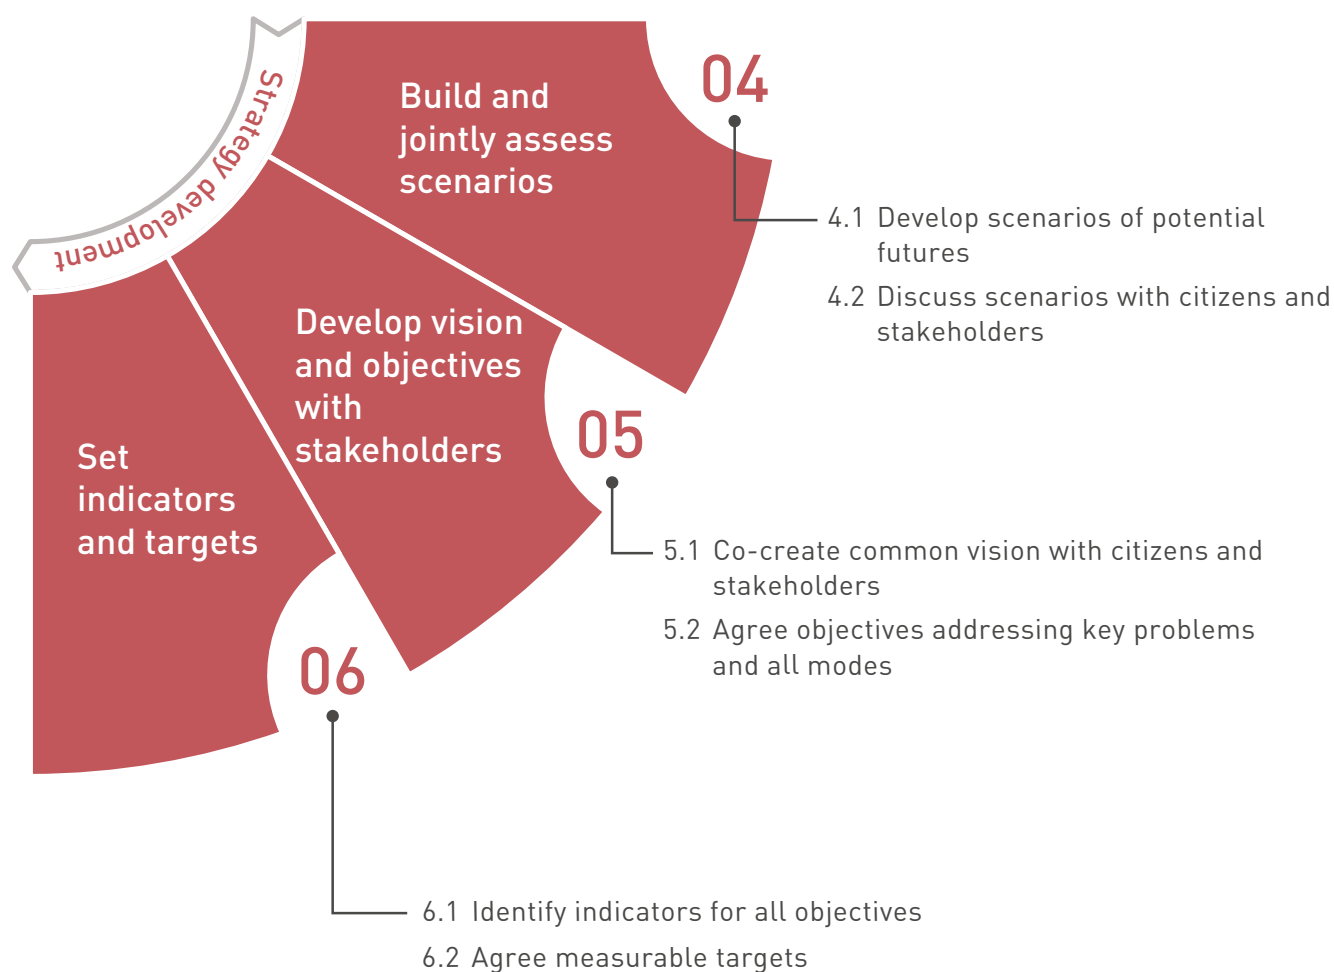 Strategy development
Build and
jointly assess
scenarios
04
4.1 Develop scenarios of potential
futures
4.2 Discuss scenarios with citizens and
stakeholders
Develop vision
and objectives
with
stakeholders
05
5.1 Co-create common vision with citizens and
stakeholders
5.2 Agree objectives addressing key problems
and all modes
Set
indicators
and targets
06
6.1 Identify indicators for all objectives
6.2 Agree measurable targets